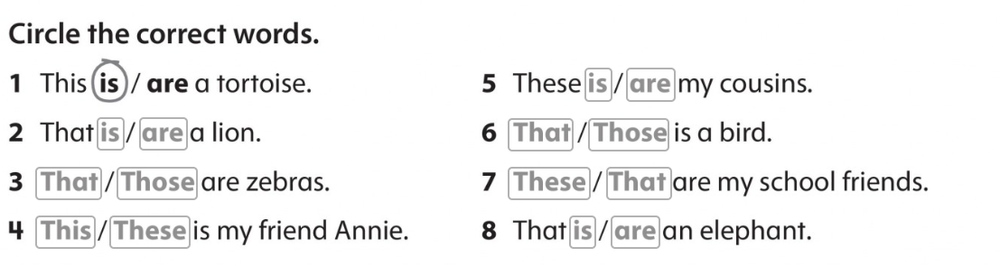 Circle the correct words.
1 This is / are a tortoise.
2 That is / are a lion.
3 That / Those are zebras.
4 This / These is my friend Annie.
5 These is / are my cousins.
6 That / Those is a bird.
7 These / That are my school friends.
8 That is / are an elephant.